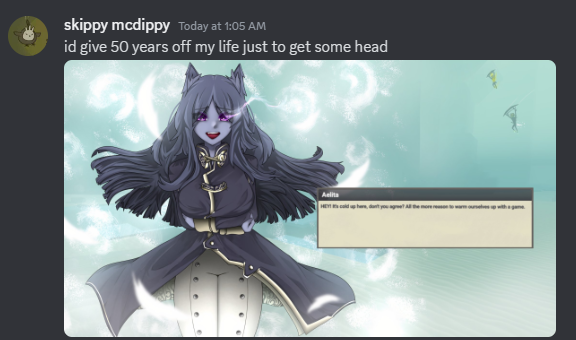 skippy mcdippy Today at 1:05 AM
id give 50 years off my life just to get some head
Aelita
HEY! It's cold up here, don't you agree? All the more reason to warm ourselves up with a game.